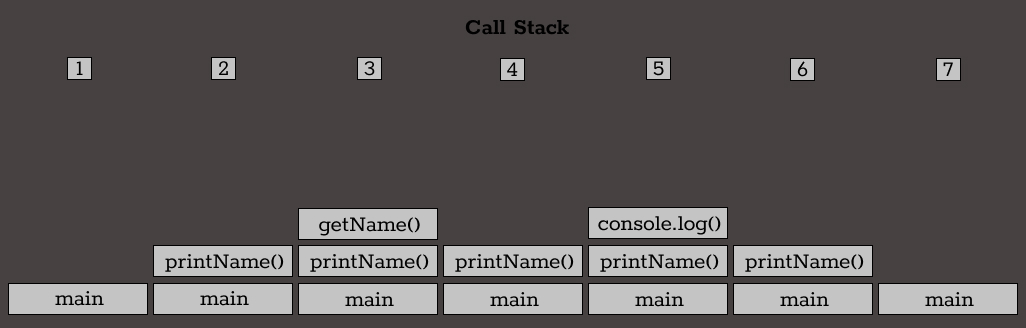 Call Stack
1 2 3 4 5 6 7
getName() console.log()
printName() printName() printName() printName() printName()
main main main main main main main